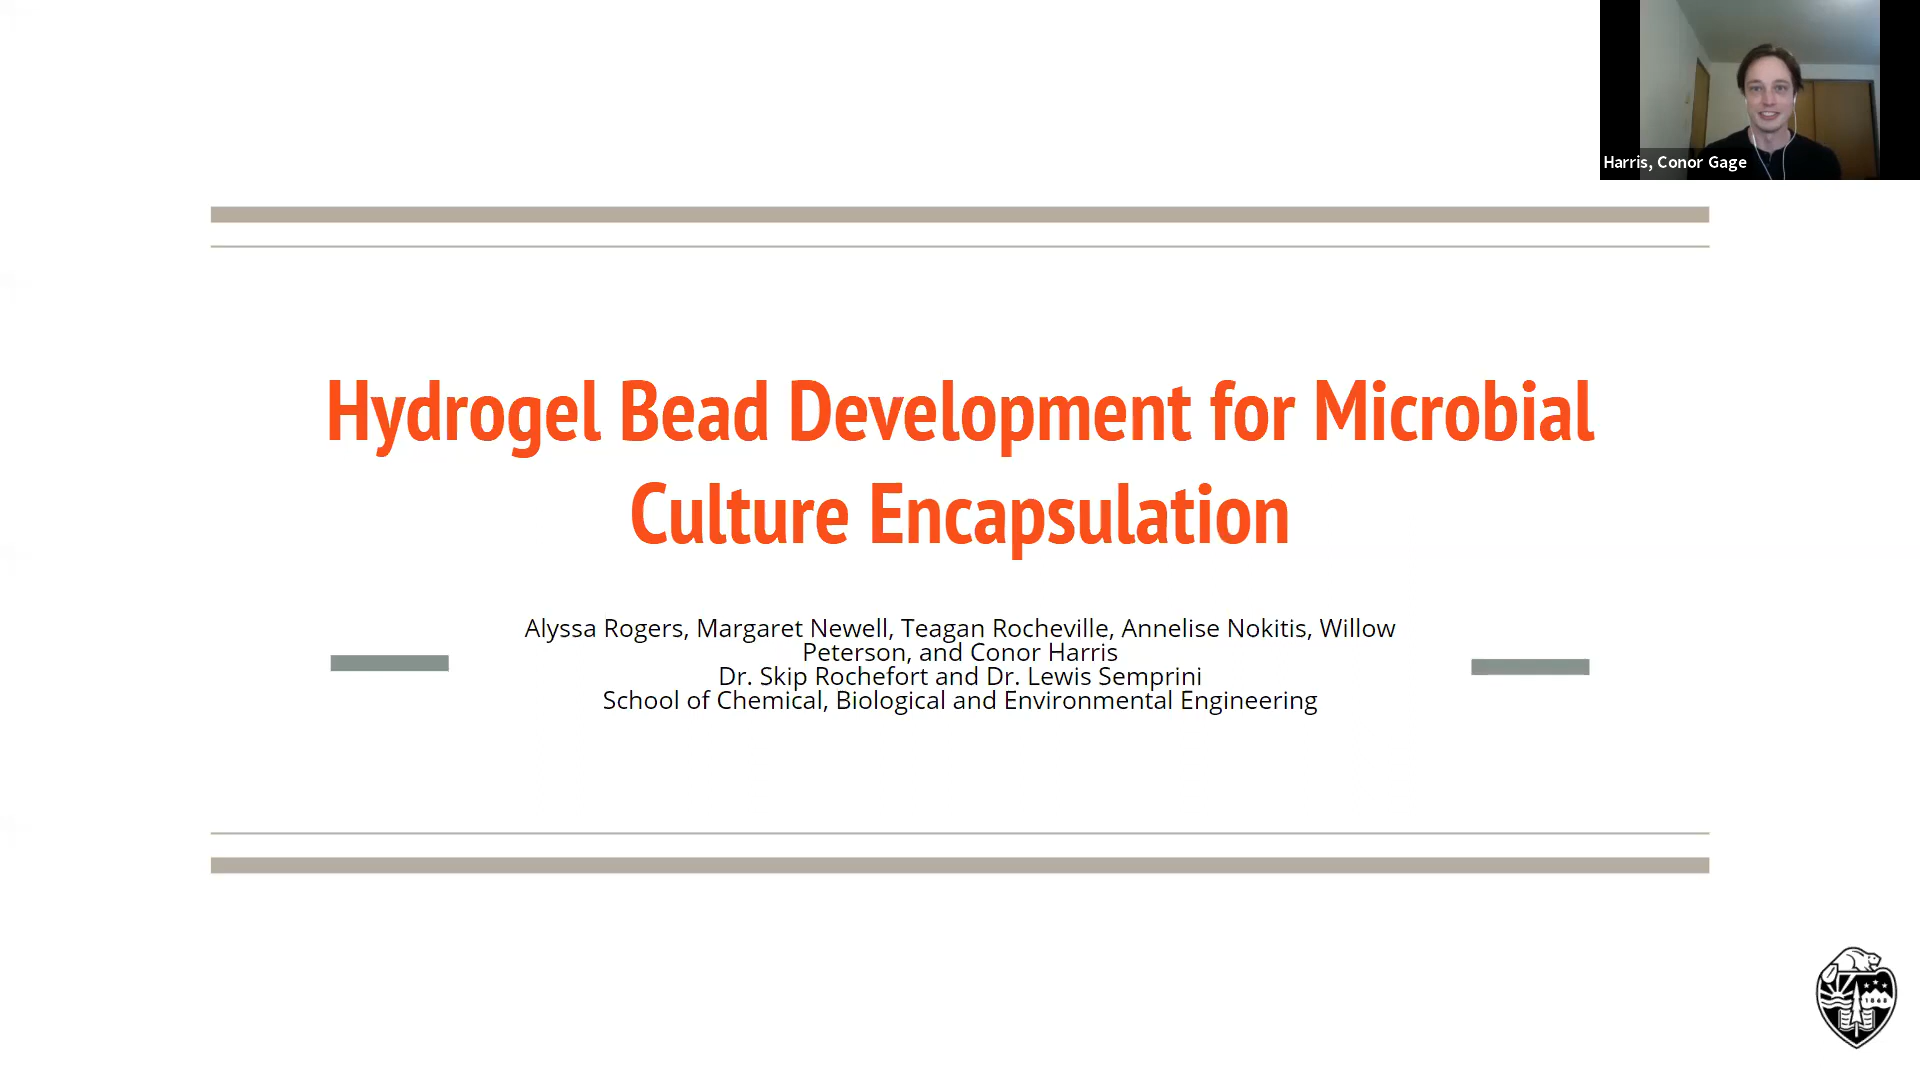 Harris, Conor Gage
Hydrogel Bead Development for Microbial
Culture Encapsulation
Alyssa Rogers, Margaret Newell, Teagan Rocheville, Annelise Nokitis, Willow
Peterson, and Conor Harris
Dr. Skip Rochefort and Dr. Lewis Semprini
School of Chemical, Biological and Environmental Engineering
1868